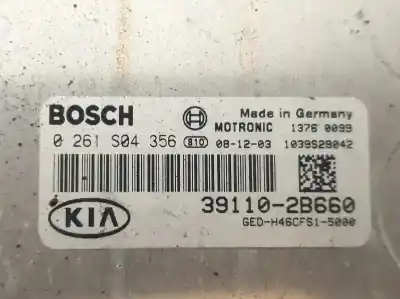 BOSCH
Made in Germany
MOTRONIC 1376 0099
0 261 S04 356 810 08-12-03 1039S28042
KIA
39110-2B660
GED-H46CFS1-5000